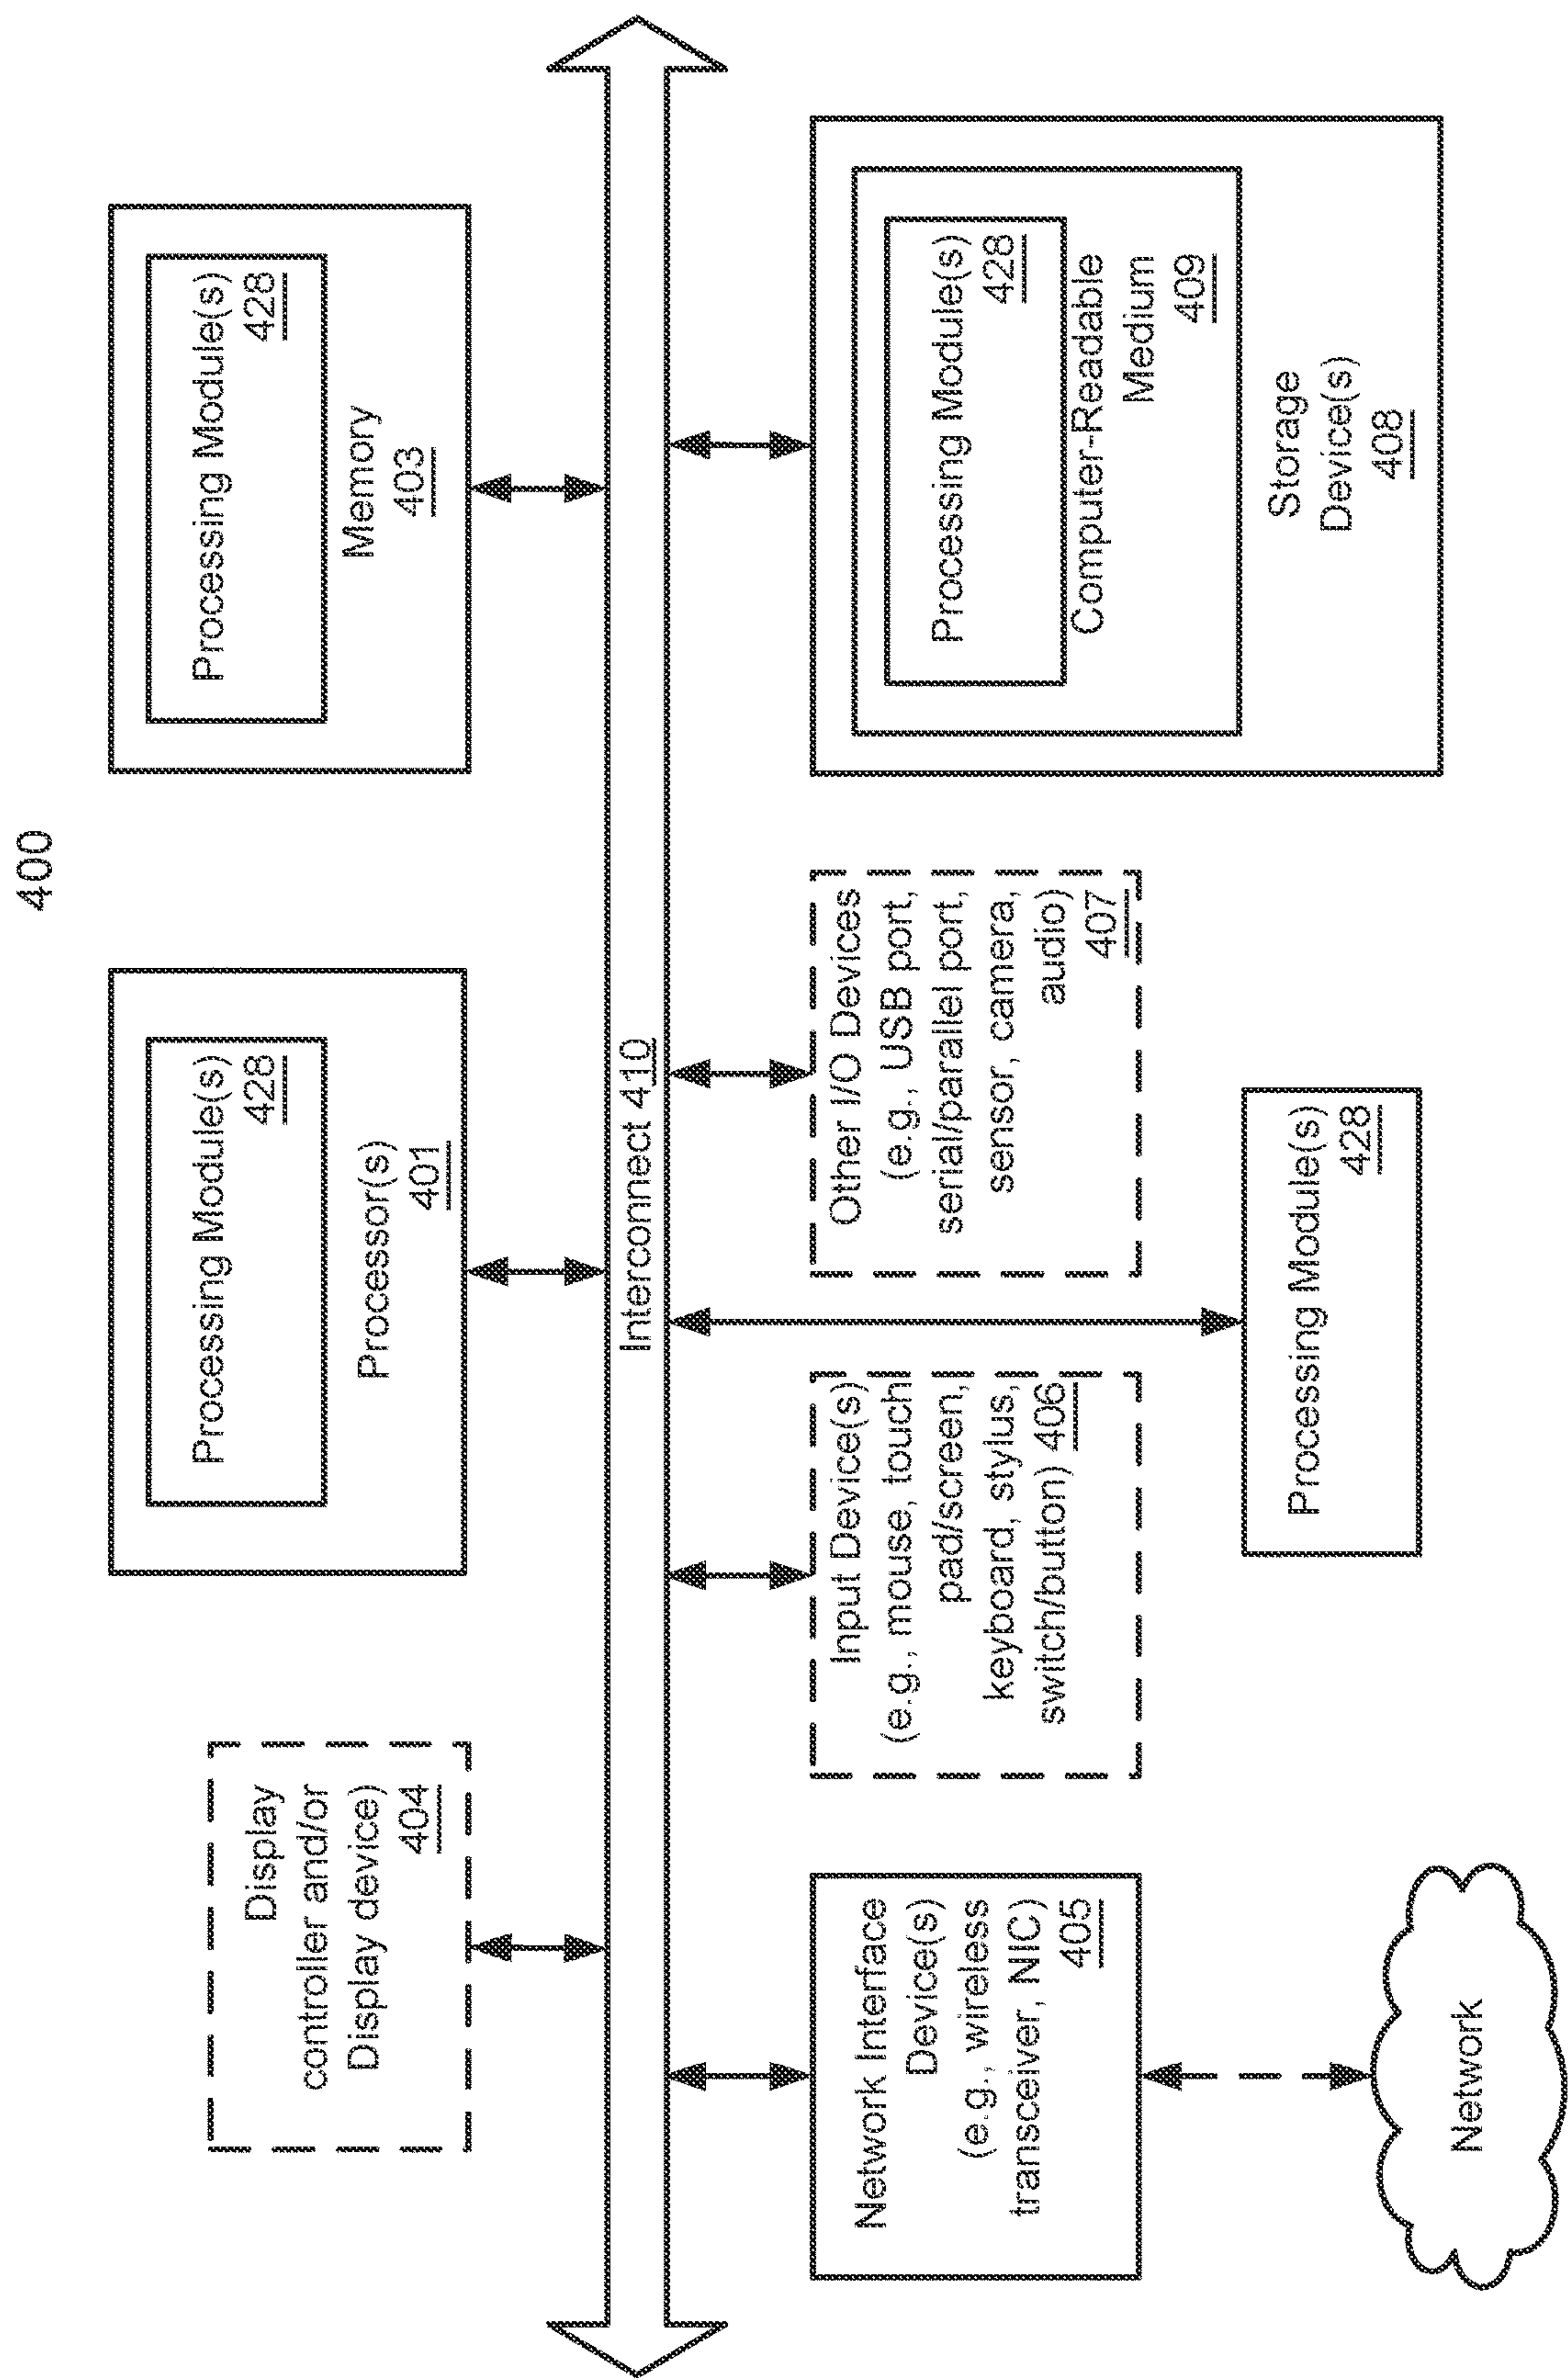 400
Display
controller and/or
Display device)
404
Processing Module(s)
428
Processor(s)
401
Processing Module(s)
428
Memory
403
Interconnect 410
Network Interface
Device(s)
(e.g., wireless
transceiver, NIC)
405
Input Device(s)
(e.g., mouse, touch
pad/screen,
keyboard, stylus,
switch/button) 406
Other I/O Devices
(e.g., USB port,
serial/parallel port,
sensor, camera,
audio)
407
Processing Module(s)
428
Computer-Readable
Medium
409
Storage
Device(s)
408
Processing Module(s)
428
Network